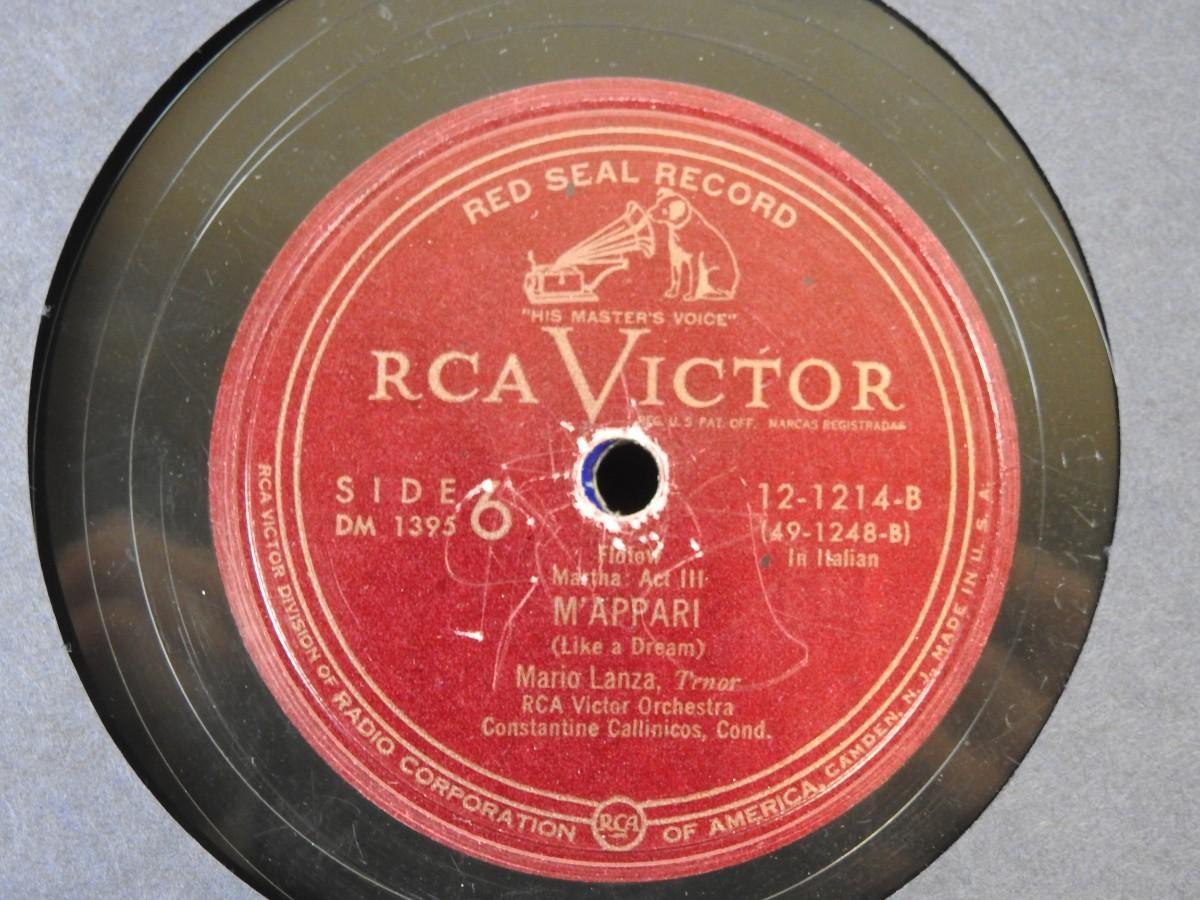 RED SEAL RECORD
"HIS MASTER'S VOICE"
RCA VICTOR
REG. U.S. PAT. OFF. MARCAS REGISTRADAS
SIDE 6
DM 1395
12-1214-B
(49-1248-B)
In Italian
Flotow
Martha: Act III
M'APPARI
(Like a Dream)
Mario Lanza, Tenor
RCA Victor Orchestra
Constantine Callinicos, Cond.
RCA VICTOR DIVISION OF RADIO CORPORATION OF AMERICA, CAMDEN, N. J., MADE IN U. S. A.
RCA